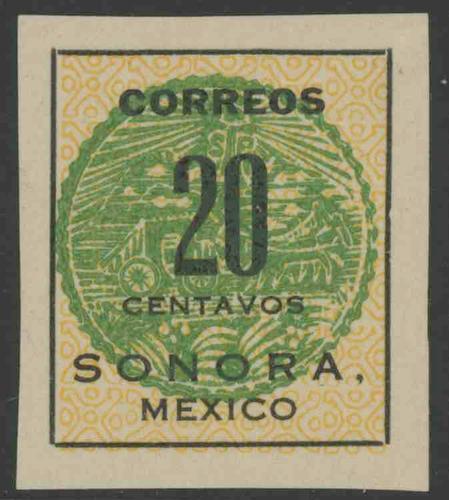 CORREOS
20
CENTAVOS
SONORA,
MEXICO